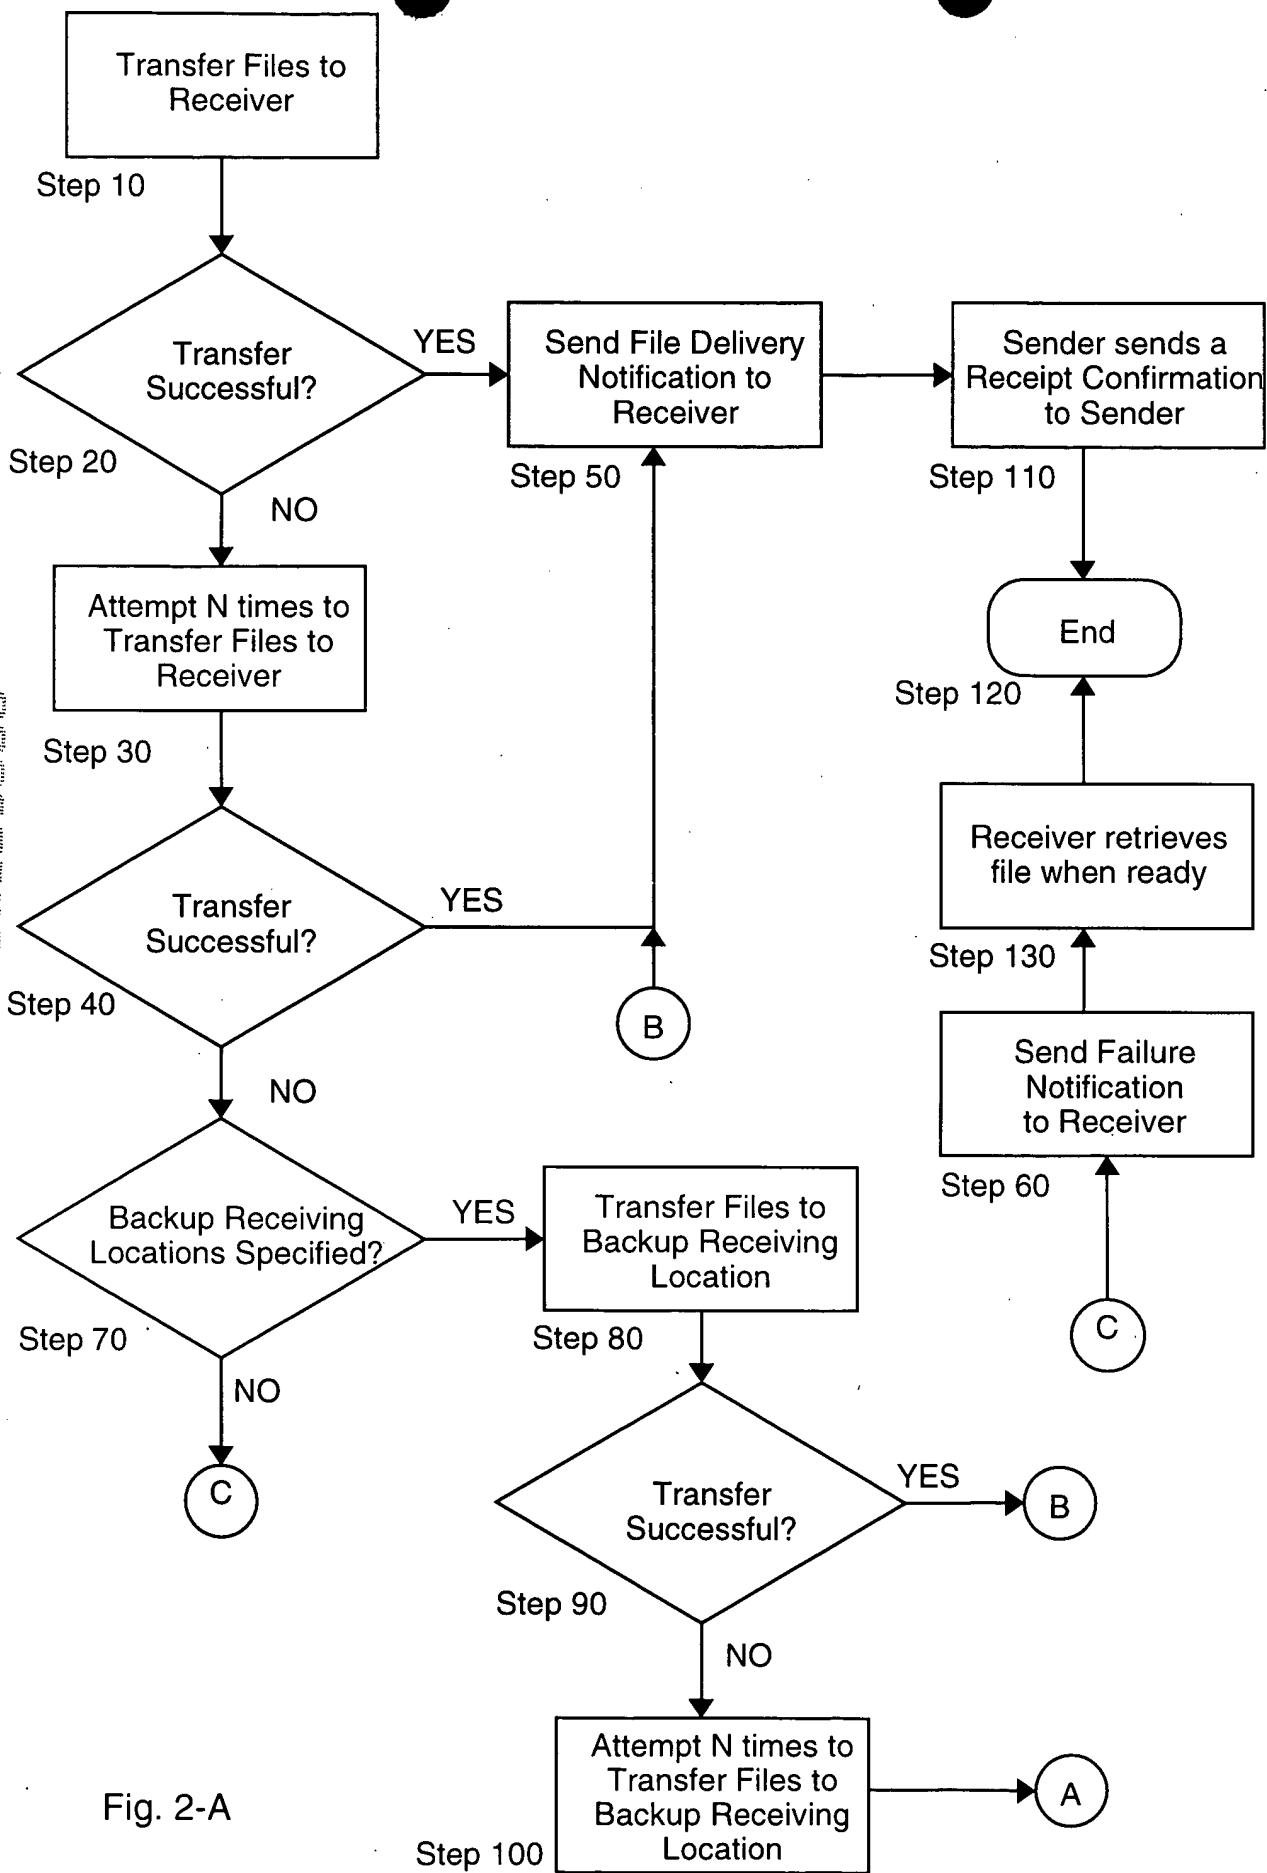 Transfer Files to
Receiver
Step 10
Transfer
Successful?
YES
Step 20
NO
Send File Delivery
Notification to
Receiver
Step 50
Sender sends a
Receipt Confirmation
to Sender
Step 110
End
Step 120
Attempt N times to
Transfer Files to
Receiver
Step 30
Transfer
Successful?
YES
Step 40
NO
B
Receiver retrieves
file when ready
Step 130
Send Failure
Notification
to Receiver
Step 60
C
Backup Receiving
Locations Specified?
YES
Step 70
NO
C
Transfer Files to
Backup Receiving
Location
Step 80
Transfer
Successful?
YES
B
Step 90
NO
Attempt N times to
Transfer Files to
Backup Receiving
Location
Step 100
A
Fig. 2-A